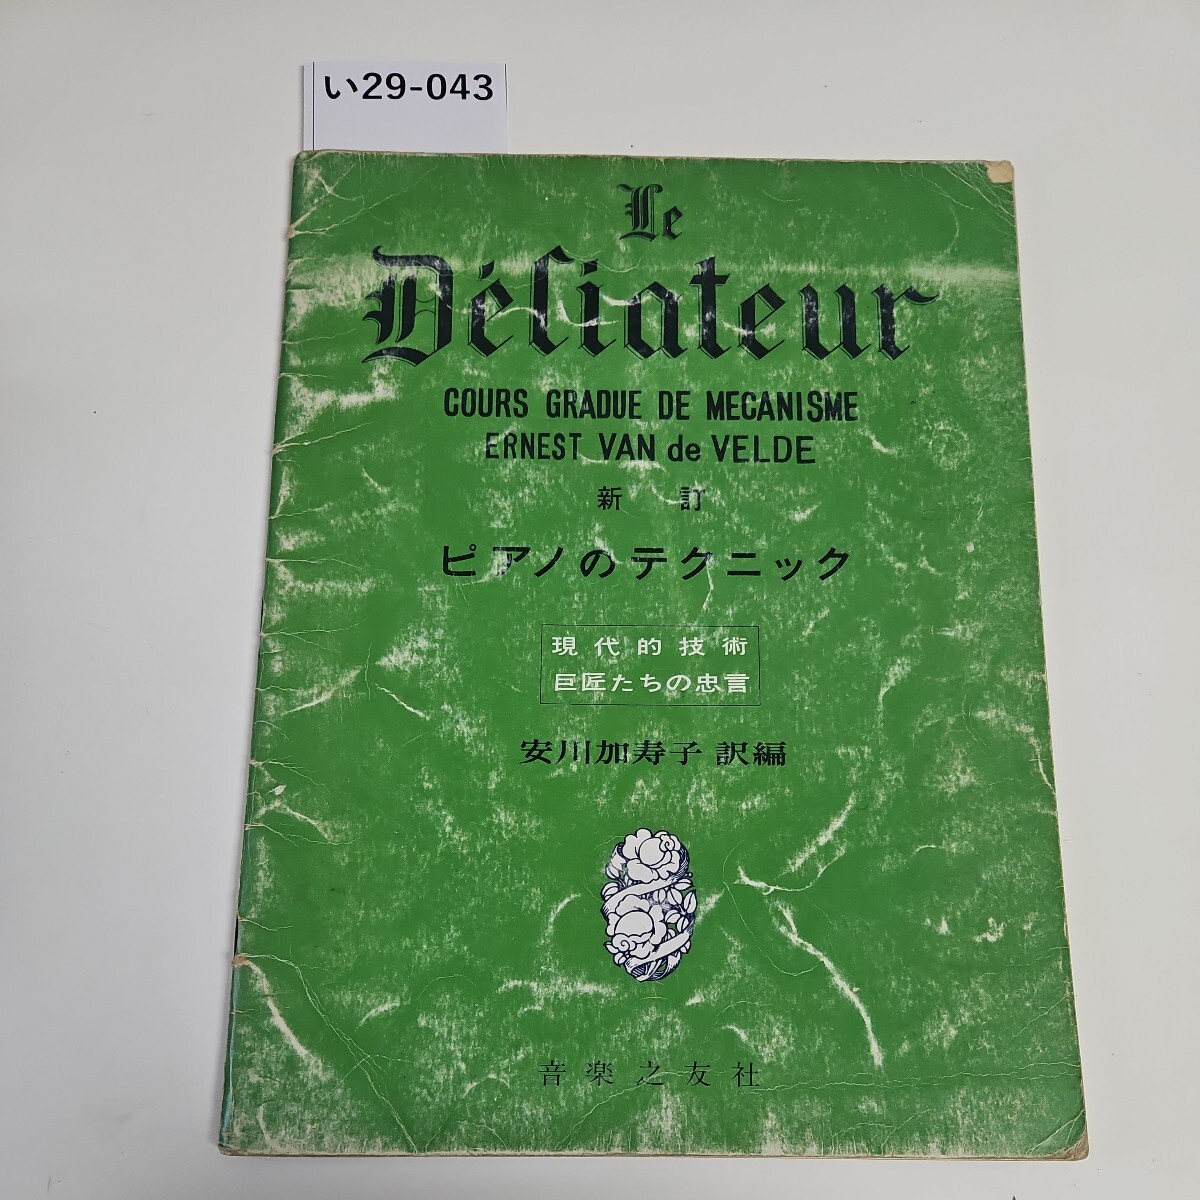 い29-043
Le
Déliateur
COURS GRADUE DE MECANISME
ERNEST VAN de VELDE
新訂
ピアノのテクニック
現代的技術
巨匠たちの忠言
安川加寿子 訳編
音楽之友社